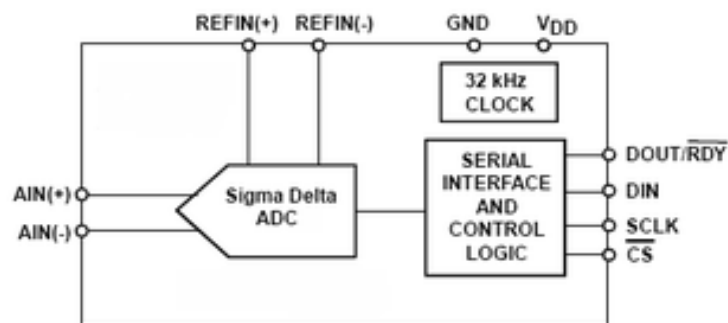 REFIN(+) REFIN(-) GND VDD
32 kHz
CLOCK
SERIAL
INTERFACE
AND
CONTROL
LOGIC
DOUT/RDY
DIN
SCLK
CS
AIN(+)
AIN(-)
Sigma Delta
ADC